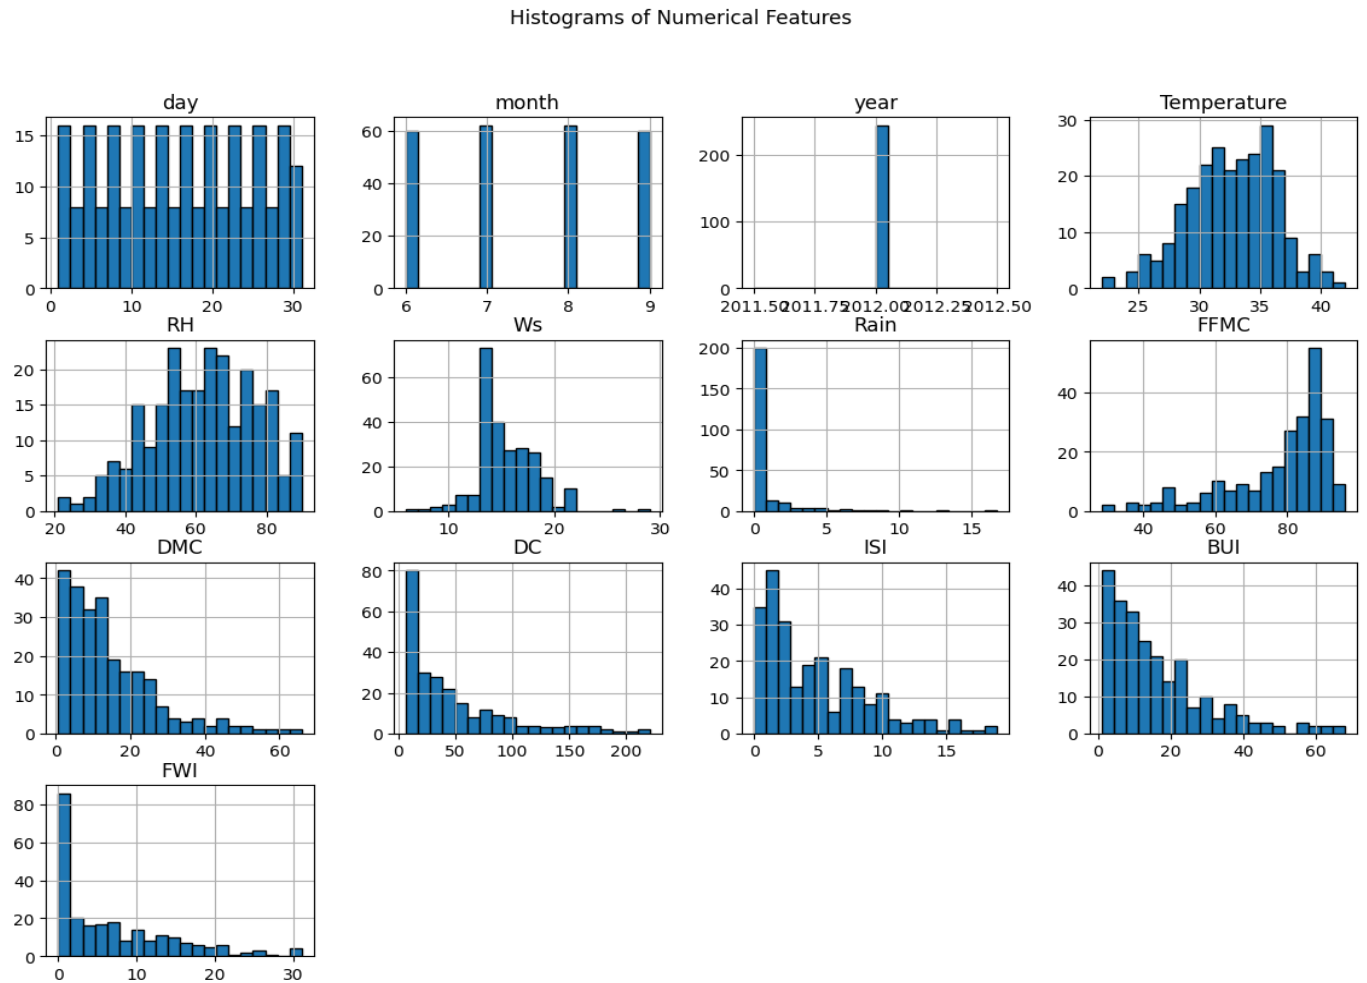 Histograms of Numerical Features
day month year Temperature
15 10 5 0
60 40 20 0
200 100 0
30 20 10 0
0 10 20 30
6 7 8 9
2011.50 2011.75 2012.00 2012.25 2012.50
25 30 35 40
RH Ws Rain FFMC
20 15 10 5 0
60 40 20 0
200 150 100 50 0
40 20 0
20 40 60 80
10 20 30
0 5 10 15
40 60 80
DMC DC ISI BUI
40 30 20 10 0
80 60 40 20 0
40 30 20 10 0
40 30 20 10 0
0 20 40 60
0 50 100 150 200
0 5 10 15
0 20 40 60
FWI
80 60 40 20 0
0 10 20 30